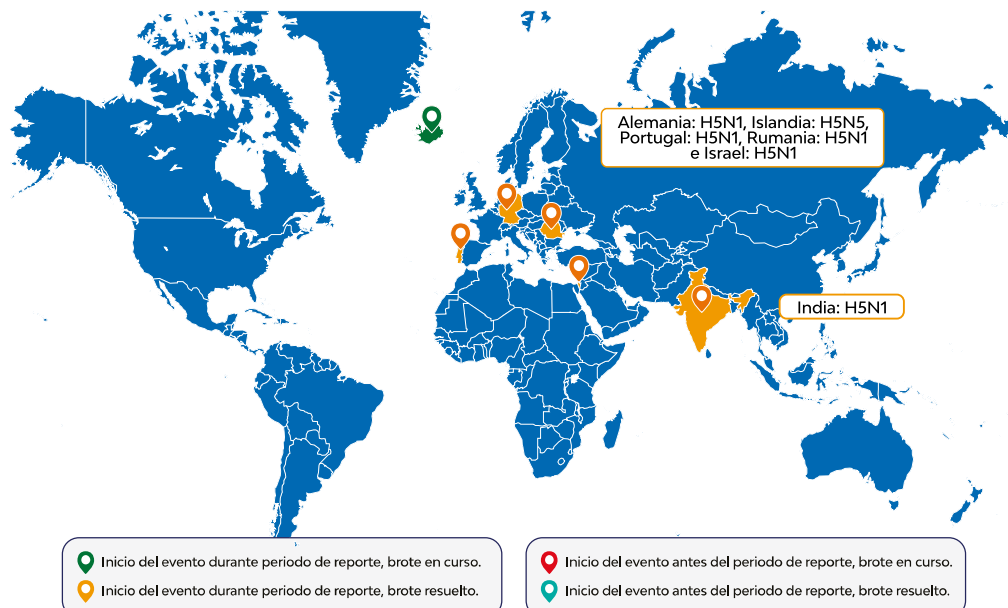 Alemania: H5N1, Islandia: H5N5,
Portugal: H5N1, Rumania: H5N1
e Israel: H5N1
India: H5N1
Inicio del evento durante periodo de reporte, brote en curso.
Inicio del evento durante periodo de reporte, brote resuelto.
Inicio del evento antes del periodo de reporte, brote en curso.
Inicio del evento antes del periodo de reporte, brote resuelto.